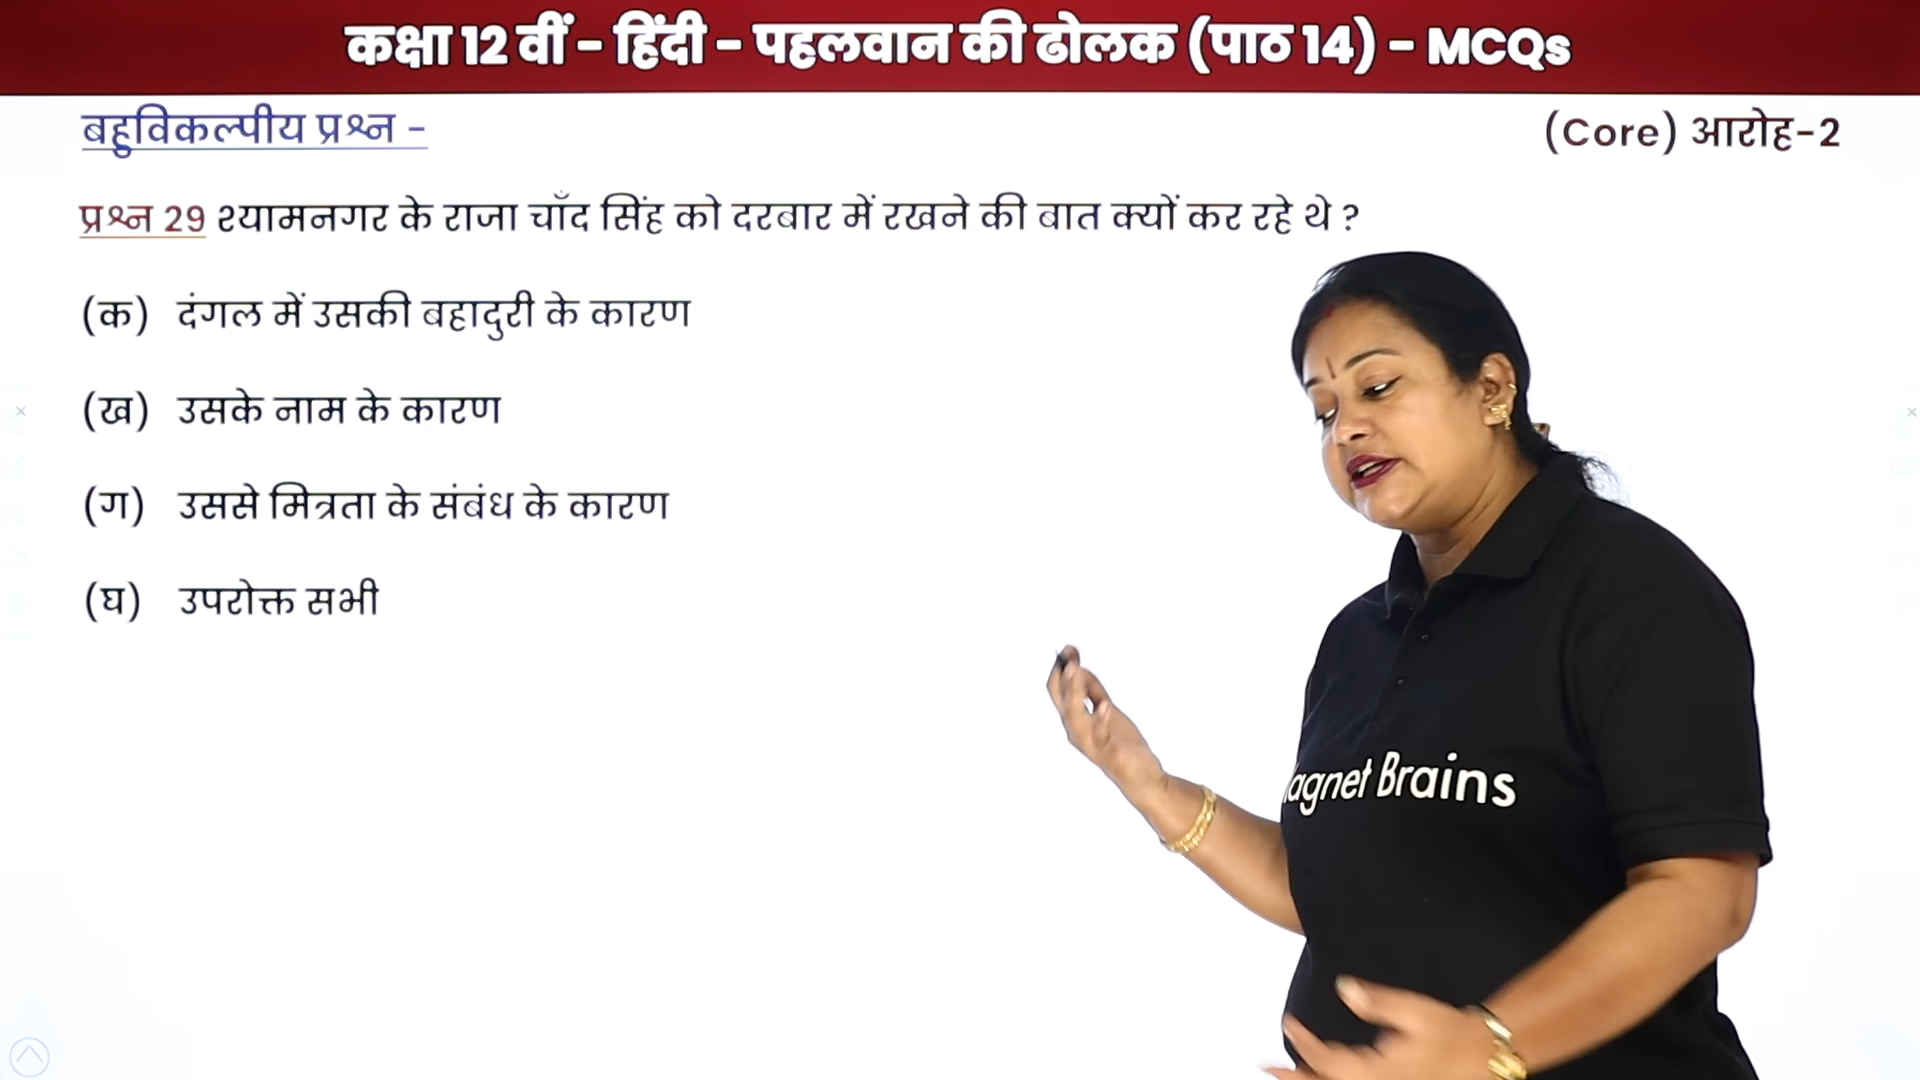 कक्षा 12 वीं - हिंदी - पहलवान की ढोलक (पाठ 14) - MCQs
बहुविकल्पीय प्रश्न -
(Core) आरोह-2
प्रश्न 29 श्यामनगर के राजा चाँद सिंह को दरबार में रखने की बात क्यों कर रहे थे ?
(क) दंगल में उसकी बहादुरी के कारण
(ख) उसके नाम के कारण
(ग) उससे मित्रता के संबंध के कारण
(घ) उपरोक्त सभी
agnet Brains